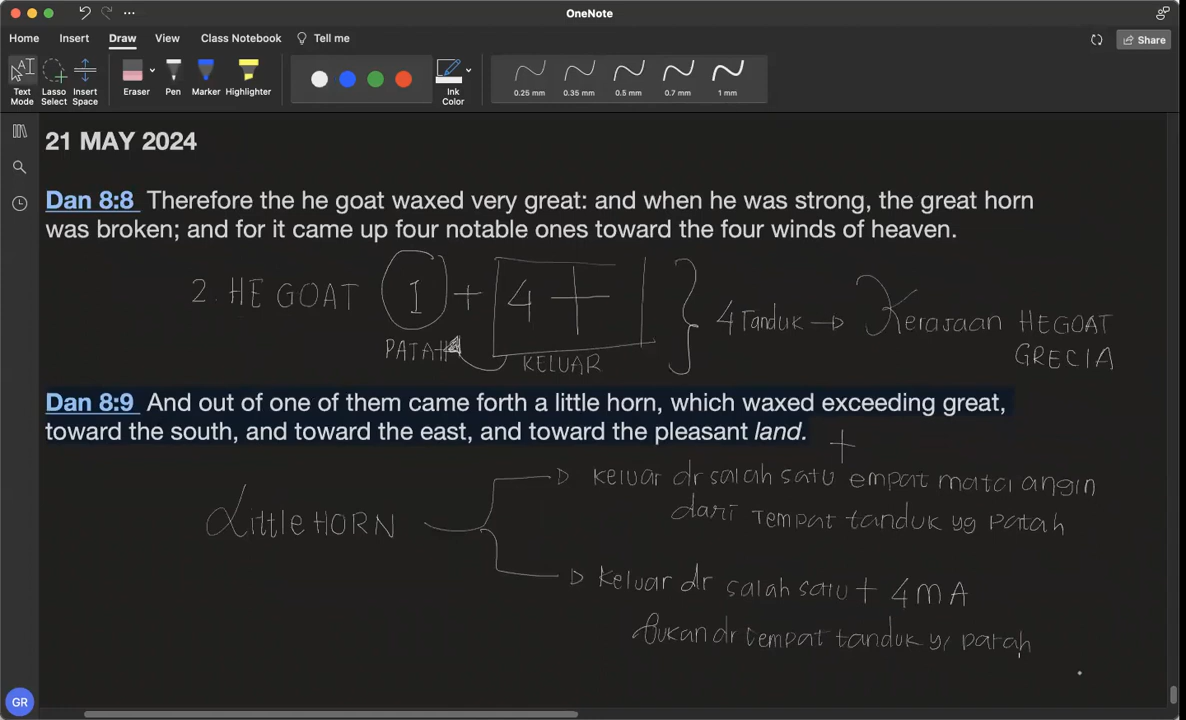 OneNote
Home Insert Draw View Class Notebook Tell me Share
Text Mode Lasso Select Insert Space Eraser Pen Marker Highlighter Ink Color 0.25 mm 0.35 mm 0.5 mm 0.7 mm 1 mm
21 MAY 2024
Dan 8:8 Therefore the he goat waxed very great: and when he was strong, the great horn
was broken; and for it came up four notable ones toward the four winds of heaven.
2. HE GOAT 1 + 4 + } 4 Tanduk → Kerajaan HEGOAT
GRECIA
PATAH KELUAR
Dan 8:9 And out of one of them came forth a little horn, which waxed exceeding great,
toward the south, and toward the east, and toward the pleasant land.
+
keluar dr salah satu empat mata angin
dari Tempat tanduk yg patah
Little HORN
keluar dr salah satu + 4 MA
Bukan dr tempat tanduk yg patah
GR